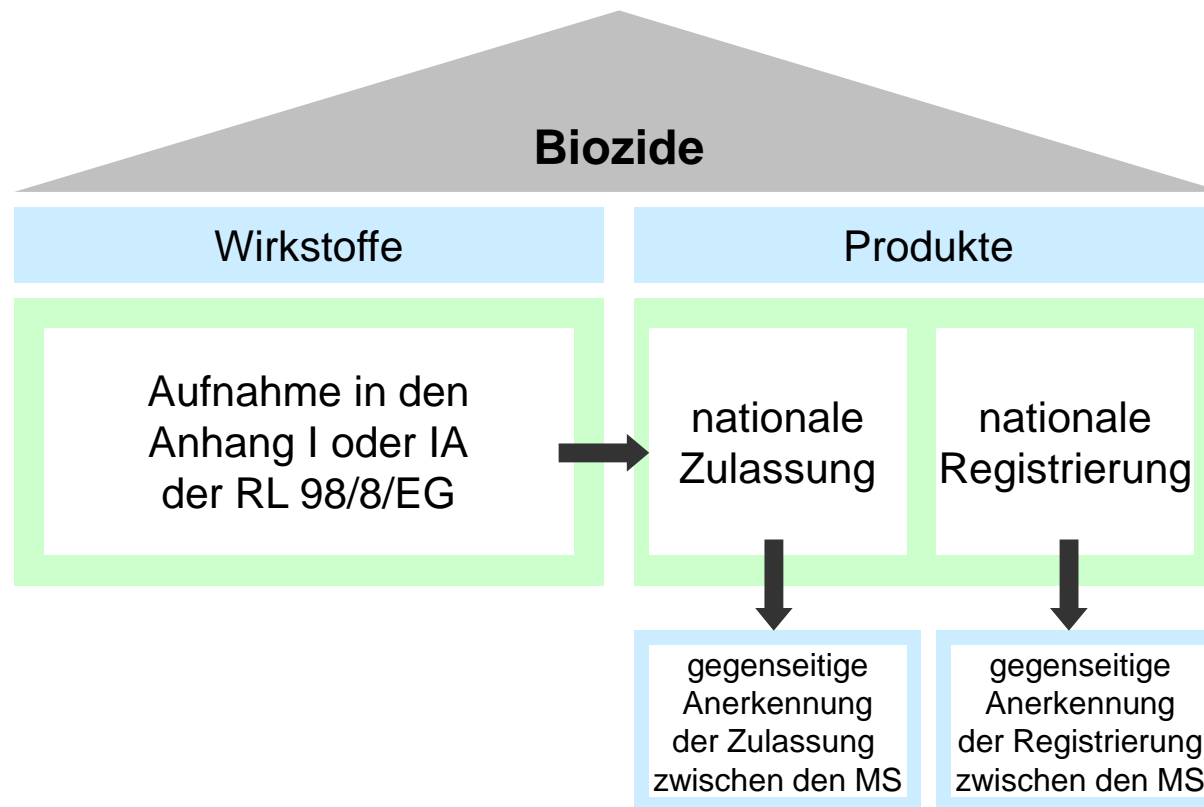 Biozide
Wirkstoffe
Produkte
Aufnahme in den
Anhang I oder IA
der RL 98/8/EG
nationale
Zulassung
nationale
Registrierung
gegenseitige
Anerkennung
der Zulassung
zwischen den MS
gegenseitige
Anerkennung
der Registrierung
zwischen den MS